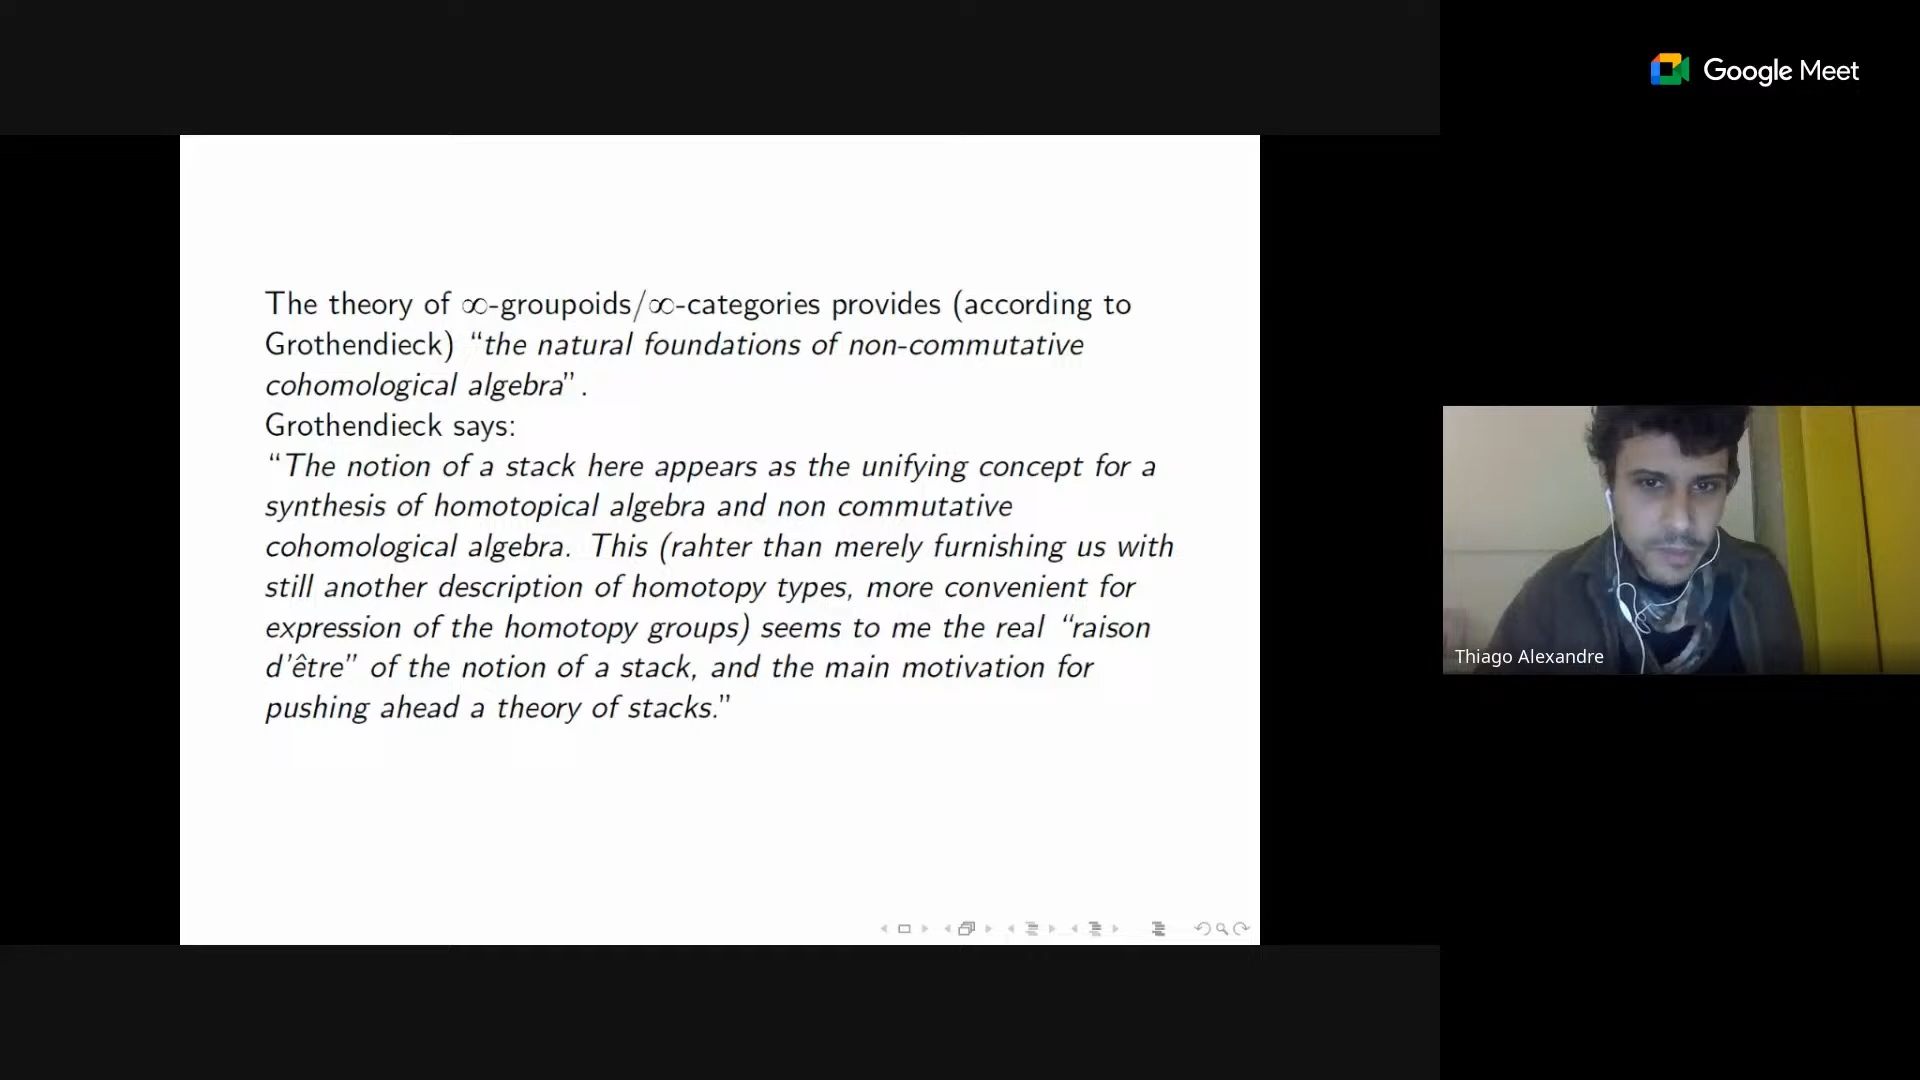 Google Meet
The theory of ∞-groupoids/∞-categories provides (according to
Grothendieck) “the natural foundations of non-commutative
cohomological algebra”.
Grothendieck says:
“The notion of a stack here appears as the unifying concept for a
synthesis of homotopical algebra and non commutative
cohomological algebra. This (rahter than merely furnishing us with
still another description of homotopy types, more convenient for
expression of the homotopy groups) seems to me the real “raison
d’être” of the notion of a stack, and the main motivation for
pushing ahead a theory of stacks.”
Thiago Alexandre